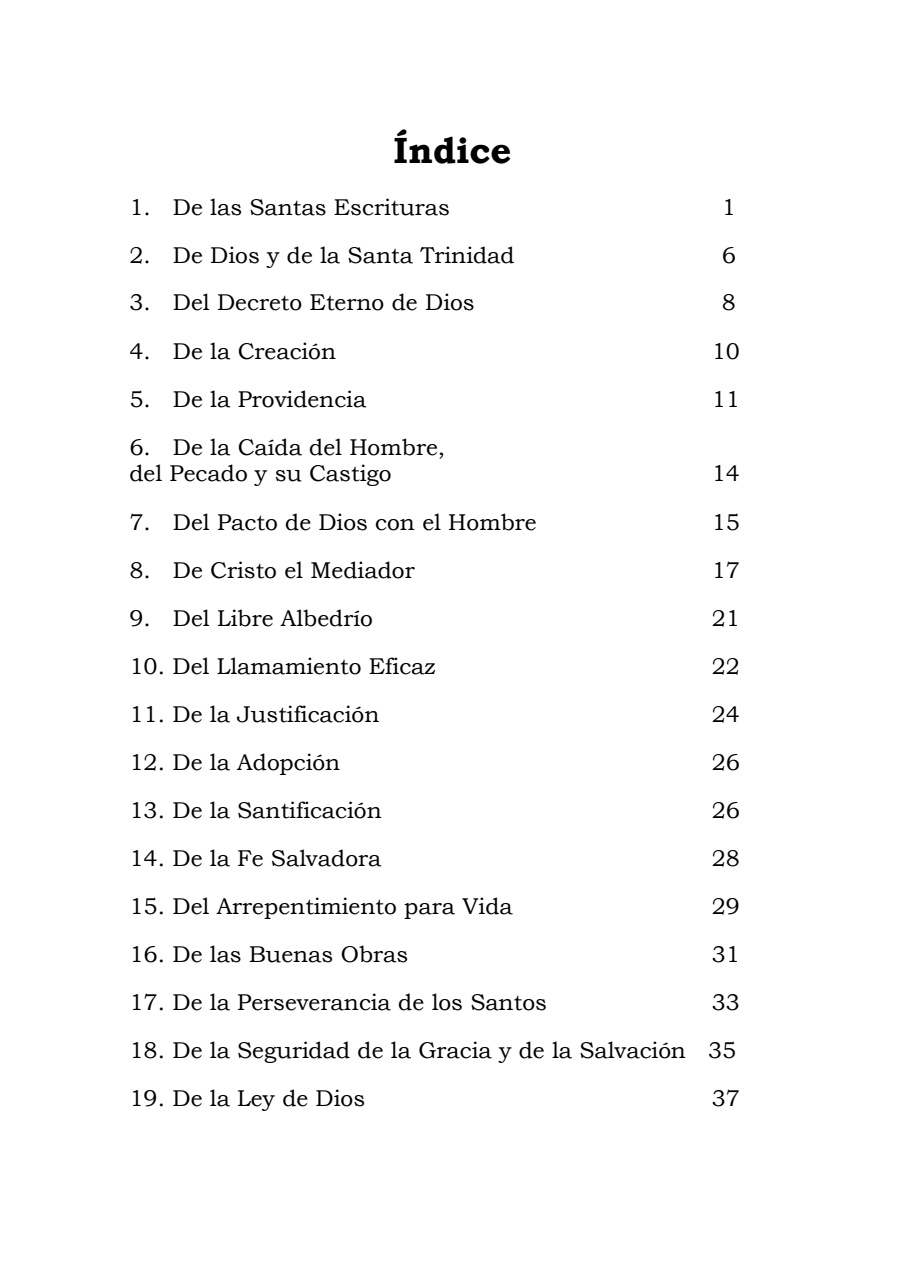 Índice
1. De las Santas Escrituras 1
2. De Dios y de la Santa Trinidad 6
3. Del Decreto Eterno de Dios 8
4. De la Creación 10
5. De la Providencia 11
6. De la Caída del Hombre,
del Pecado y su Castigo 14
7. Del Pacto de Dios con el Hombre 15
8. De Cristo el Mediador 17
9. Del Libre Albedrío 21
10. Del Llamamiento Eficaz 22
11. De la Justificación 24
12. De la Adopción 26
13. De la Santificación 26
14. De la Fe Salvadora 28
15. Del Arrepentimiento para Vida 29
16. De las Buenas Obras 31
17. De la Perseverancia de los Santos 33
18. De la Seguridad de la Gracia y de la Salvación 35
19. De la Ley de Dios 37